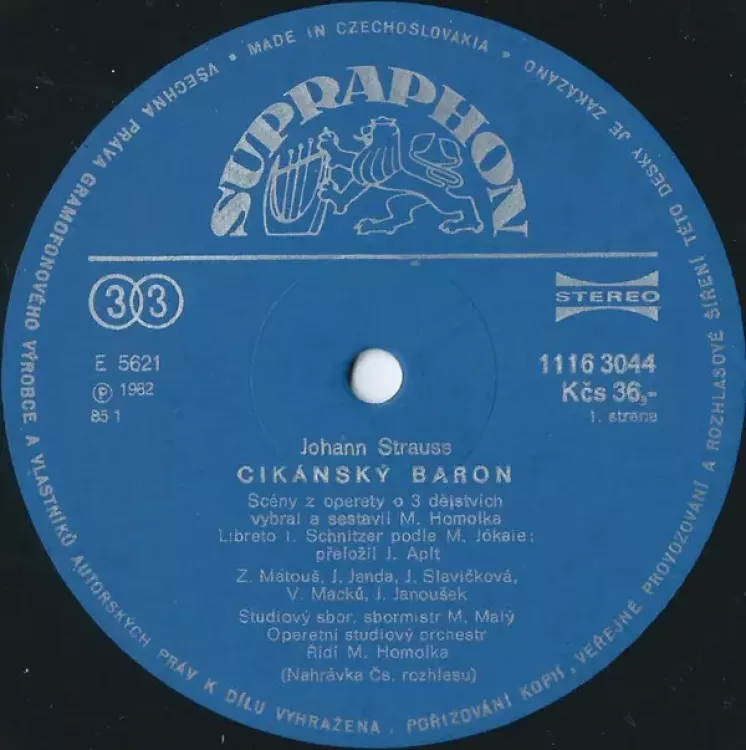 • MADE IN CZECHOSLOVAKIA •
SUPRAPHON
33
STEREO
E 5621
1116 3044
℗ 1982
Kčs 36,-
85 1
1. strana
Johann Strauss
CIKÁNSKÝ BARON
Scény z operety o 3 dějstvích
vybral a sestavil M. Homolka
Libreto I. Schnitzer podle M. Jókaie;
přeložil J. Aplt
Z. Matouš, J. Janda, J. Slavíčková,
V. Macků, J. Janoušek
Studiový sbor, sbormistr M. Malý
Operetní studiový orchestr
Řídí M. Homolka
(Nahrávka Čs. rozhlasu)
VŠECHNA PRÁVA GRAMOFONOVÉHO VÝROBCE A VLASTNÍKŮ AUTORSKÝCH PRÁV K DÍLU VYHRAŽENA. POŘIZOVÁNÍ KOPIÍ, VEŘEJNÉ PROVOZOVÁNÍ A ROZHLASOVÉ ŠÍŘENÍ TÉTO DESKY JE ZAKÁZÁNO